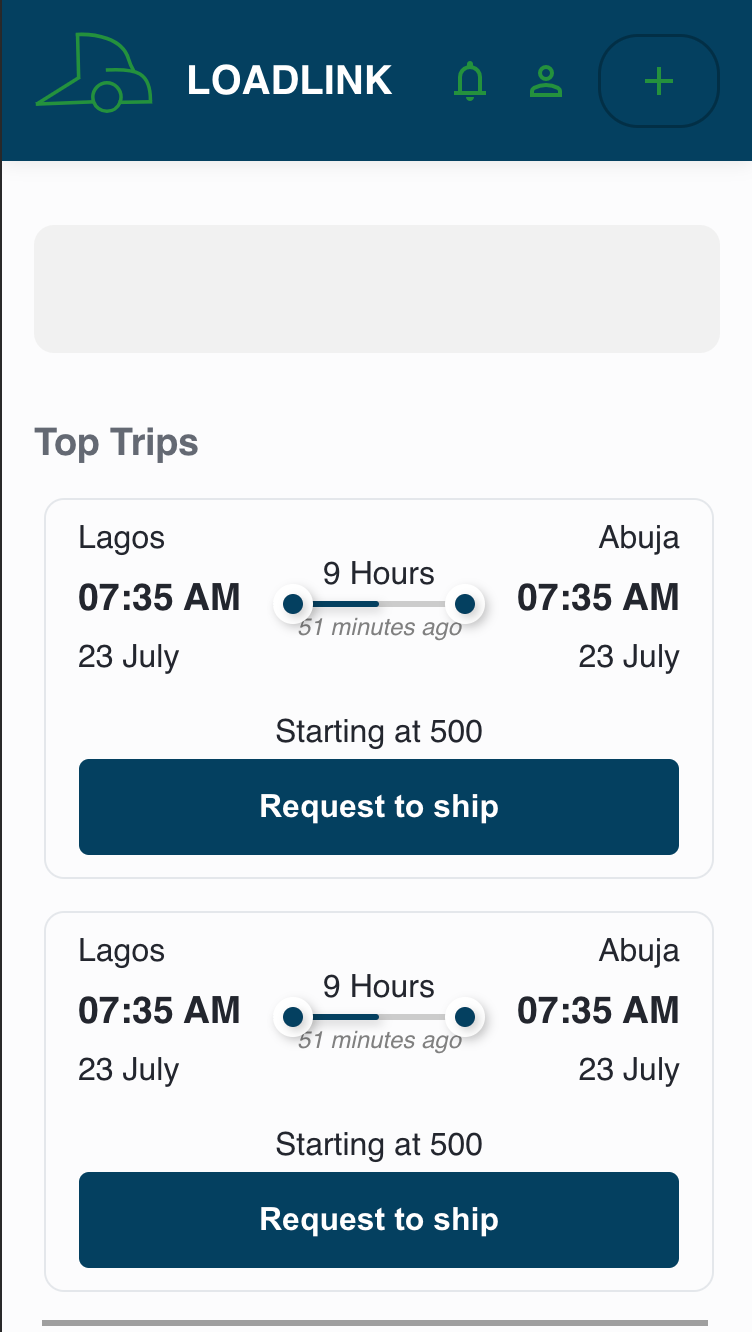 LOADLINK
Top Trips
Lagos
Abuja
9 Hours
07:35 AM
07:35 AM
51 minutes ago
23 July
23 July
Starting at 500
Request to ship
Lagos
Abuja
9 Hours
07:35 AM
07:35 AM
51 minutes ago
23 July
23 July
Starting at 500
Request to ship